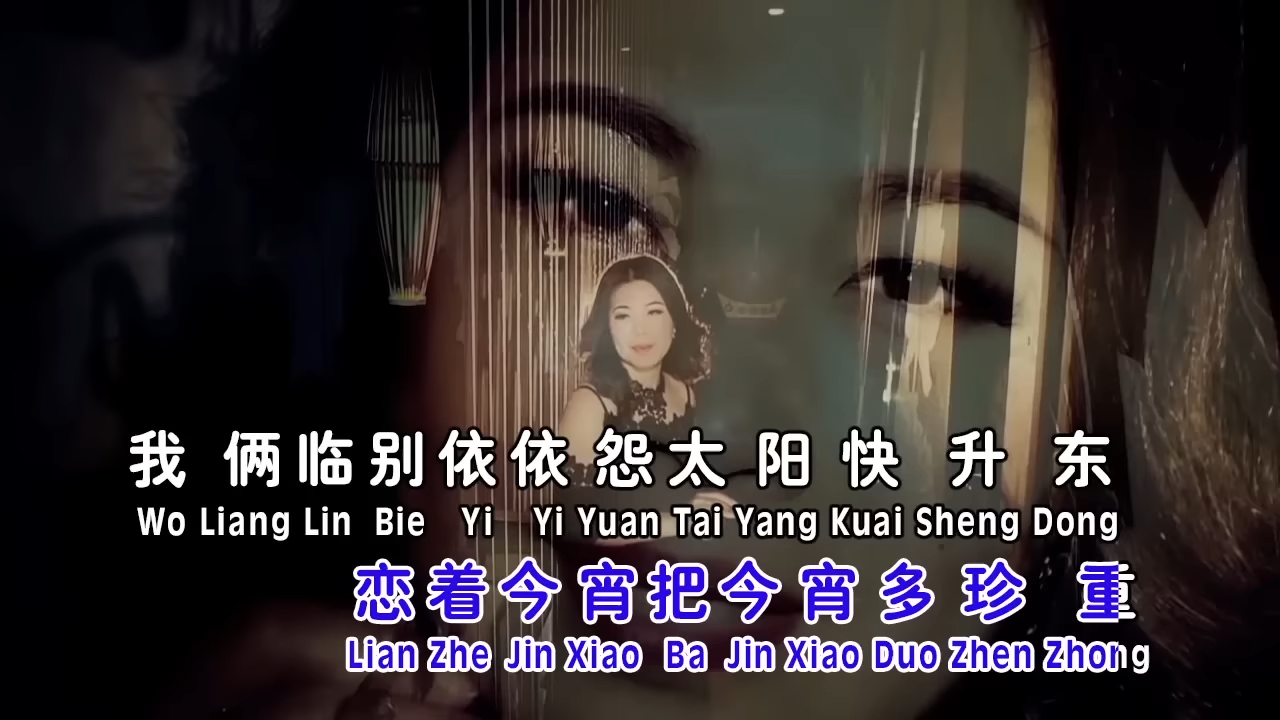 我俩临别依依怨太阳快升东
Wo Liang Lin Bie Yi Yi Yuan Tai Yang Kuai Sheng Dong
恋着今宵把今宵多珍重
Lian Zhe Jin Xiao Ba Jin Xiao Duo Zhen Zhong